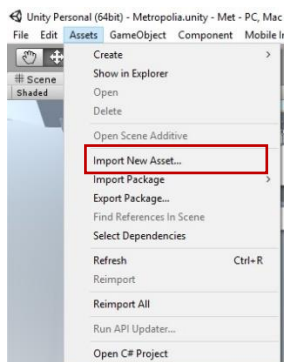 Unity Personal (64bit) - Metropolia.unity - Met - PC, Mac
File Edit Assets GameObject Component Mobile
Scene
Shaded
Create
Show in Explorer
Open
Delete
Open Scene Additive
Import New Asset...
Import Package
Export Package...
Find References In Scene
Select Dependencies
Refresh Ctrl+R
Reimport
Reimport All
Run API Updater...
Open C# Project